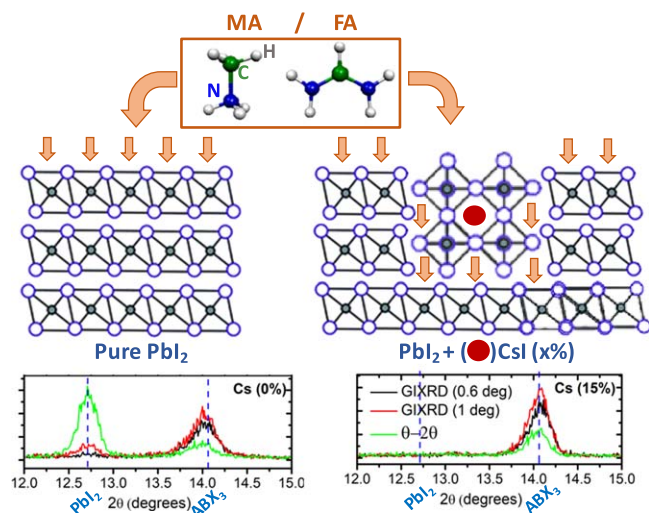 MA / FA
H
C
N
Pure PbI₂
PbI₂ + ( )CsI (x%)
Cs (0%)
GIXRD (0.6 deg)
Cs (15%)
GIXRD (1 deg)
θ-2θ
12.0 12.5 13.0 13.5 14.0 14.5 15.0
12.0 12.5 13.0 13.5 14.0 14.5 15.0
PbI₂
ABX₃
PbI₂
ABX₃
2θ (degrees)
2θ (degrees)